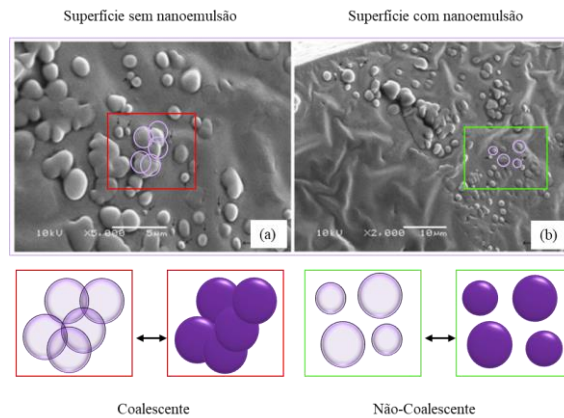 Superfície sem nanoemulsão
Superfície com nanoemulsão
10kV X5,000 5µm (a)
10kV X2,000 10µm (b)
Coalescente
Não-Coalescente